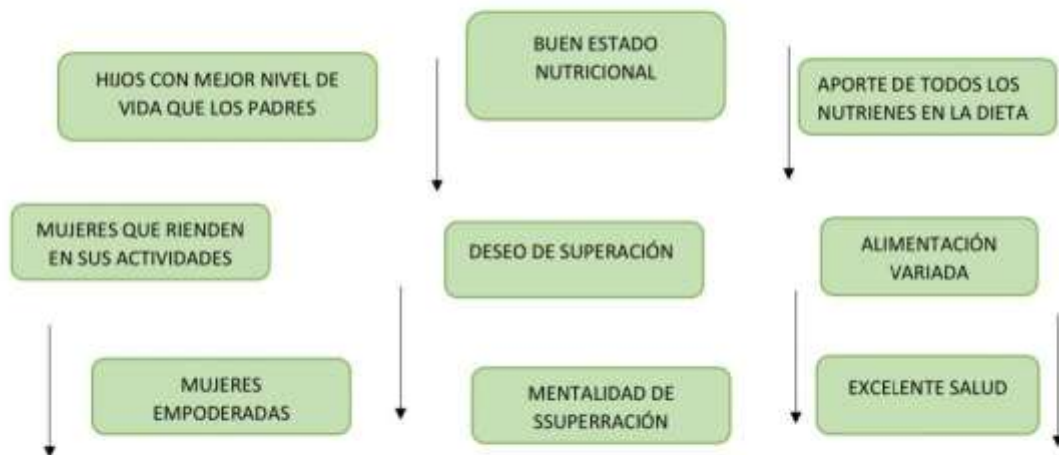 BUEN ESTADO
NUTRICIONAL
HIJOS CON MEJOR NIVEL DE
VIDA QUE LOS PADRES
APORTE DE TODOS LOS
NUTRIENES EN LA DIETA
MUJERES QUE RIENDEN
EN SUS ACTIVIDADES
DESEO DE SUPERACIÓN
ALIMENTACIÓN
VARIADA
MUJERES
EMPODERADAS
MENTALIDAD DE
SSUPERRACIÓN
EXCELENTE SALUD